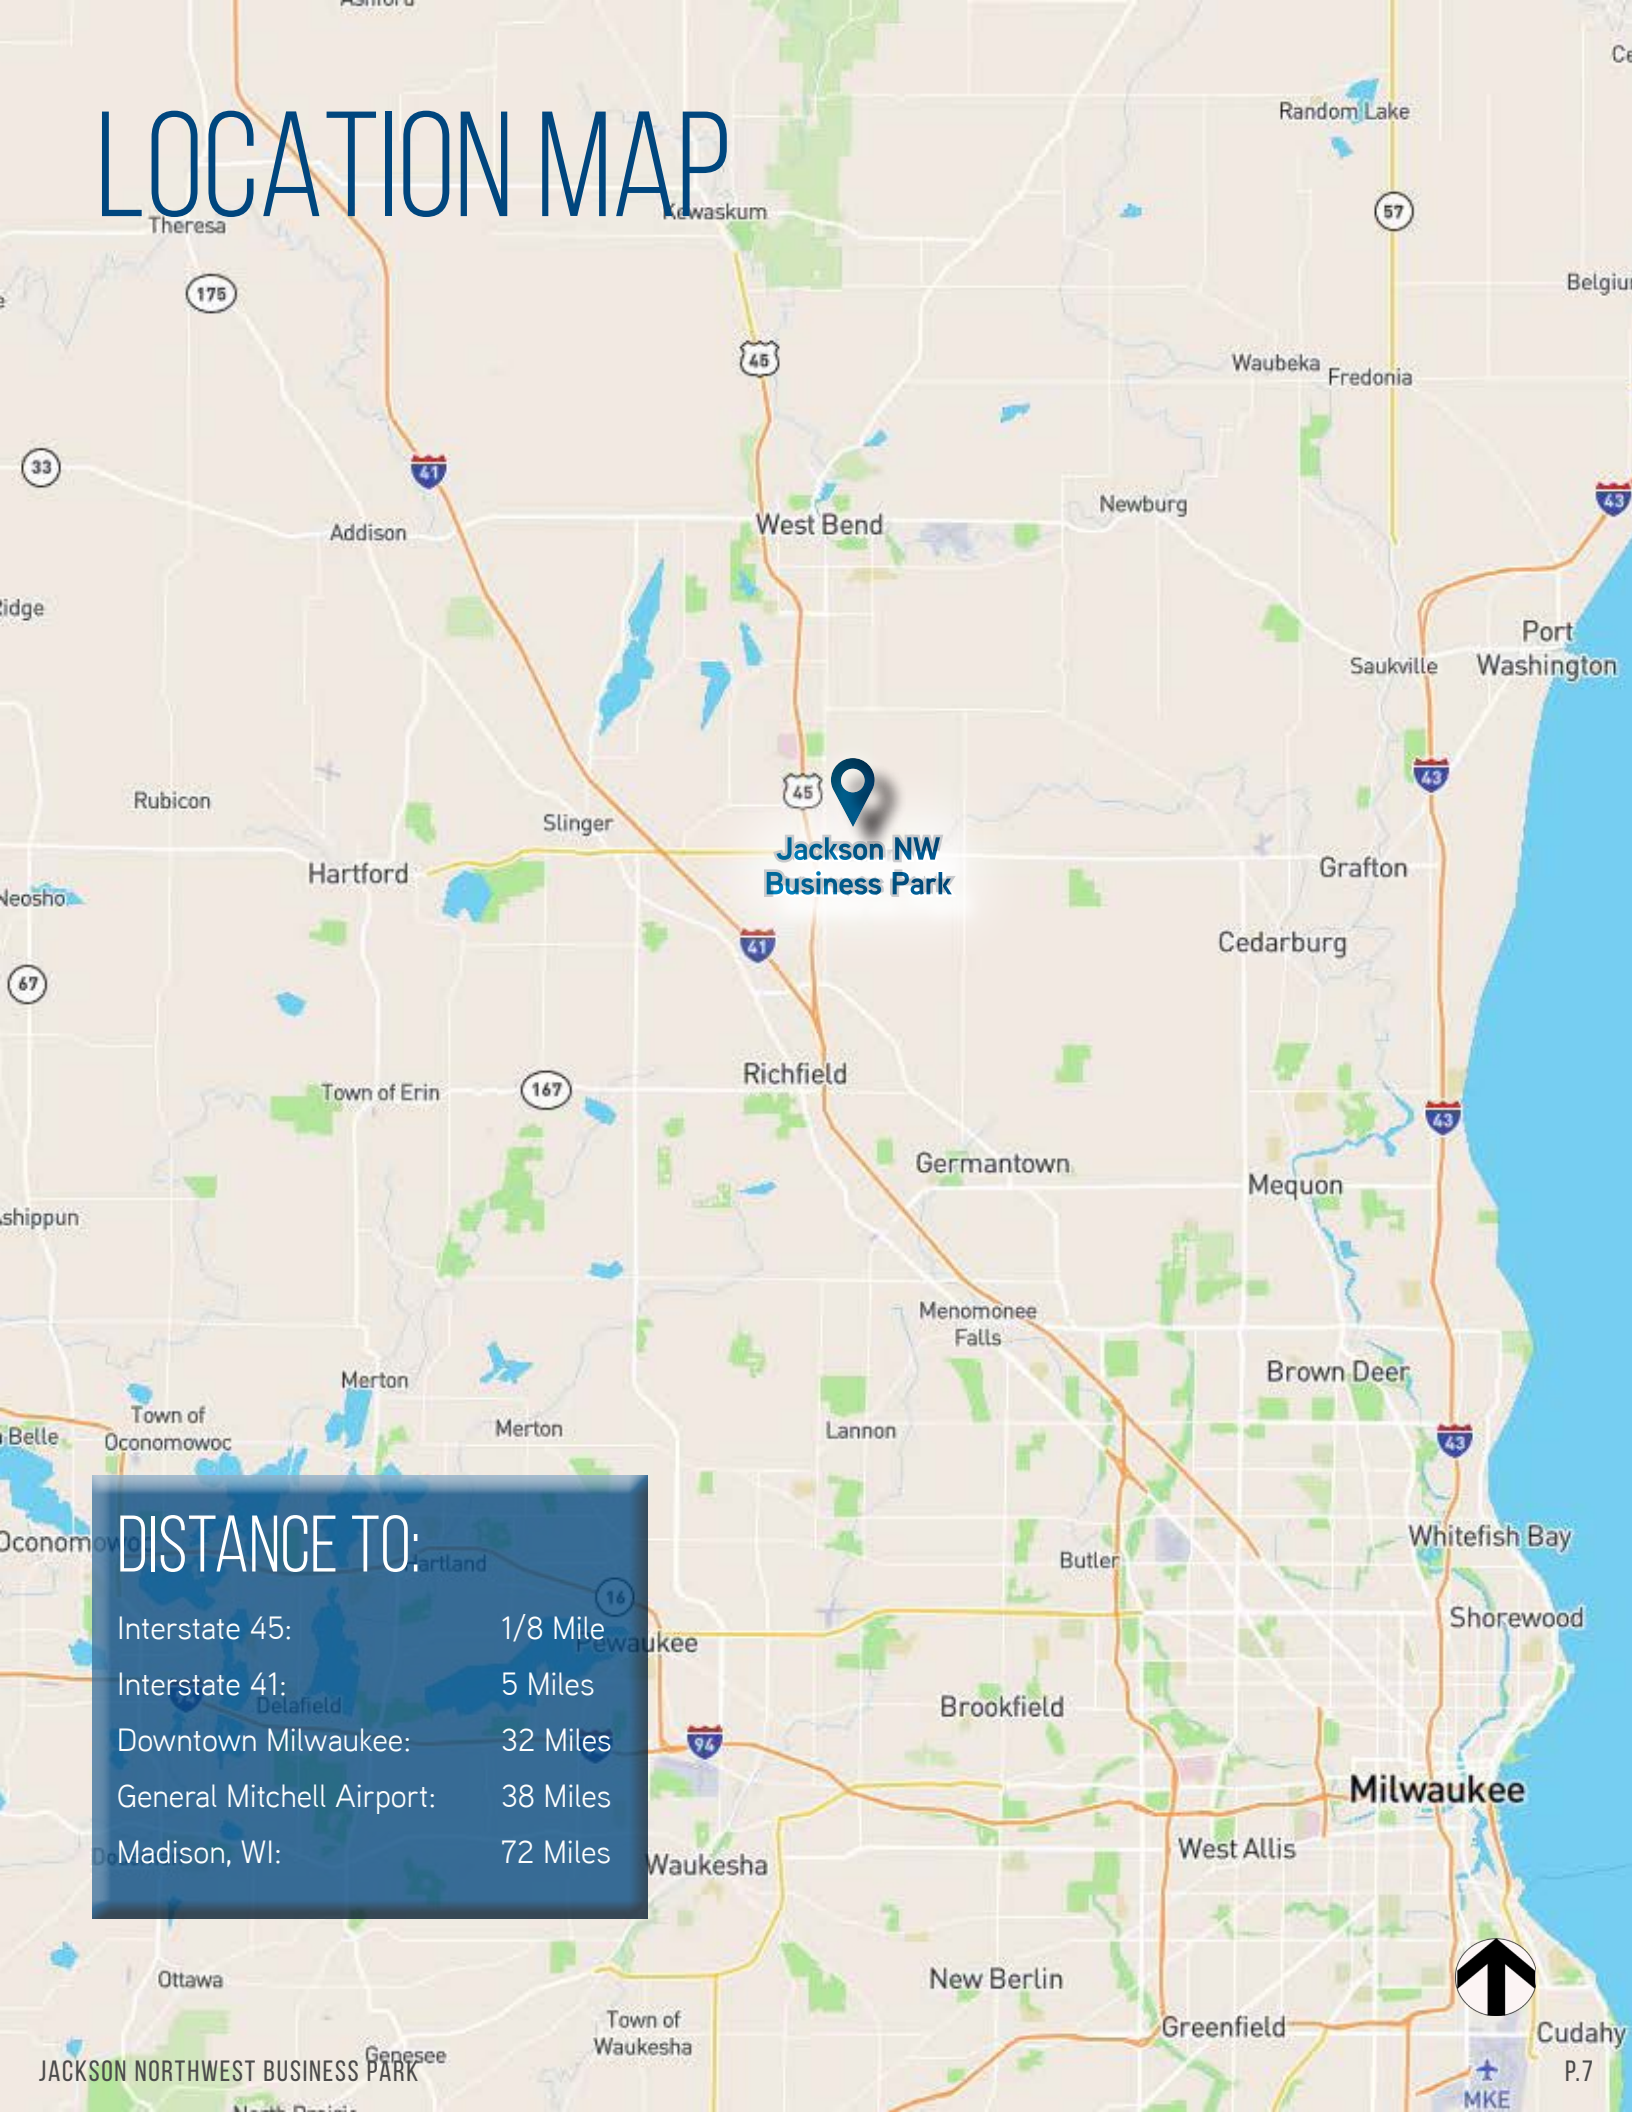 LOCATION MAP
Random Lake
Theresa
Kewaskum
57
175
Waubeka
Fredonia
45
33
41
43
West Bend
Newburg
Addison
Port
Washington
Saukville
43
45
Rubicon
Slinger
Jackson NW
Business Park
Hartford
Grafton
Neosho
41
Cedarburg
67
Richfield
Town of Erin
167
43
Germantown
Mequon
Menomonee
Falls
Brown Deer
Merton
Town of
Oconomowoc
Merton
Lannon
43
Belle
Whitefish Bay
Butler
Shorewood
DISTANCE TO:
Hartland
16
Interstate 45: 1/8 Mile
Pewaukee
Interstate 41: 5 Miles
Delafield
Downtown Milwaukee: 32 Miles
General Mitchell Airport: 38 Miles
Madison, WI: 72 Miles
Brookfield
94
Milwaukee
West Allis
Waukesha
Ottawa
New Berlin
Town of
Waukesha
Greenfield
Cudahy
Genesee
JACKSON NORTHWEST BUSINESS PARK
P.7
MKE